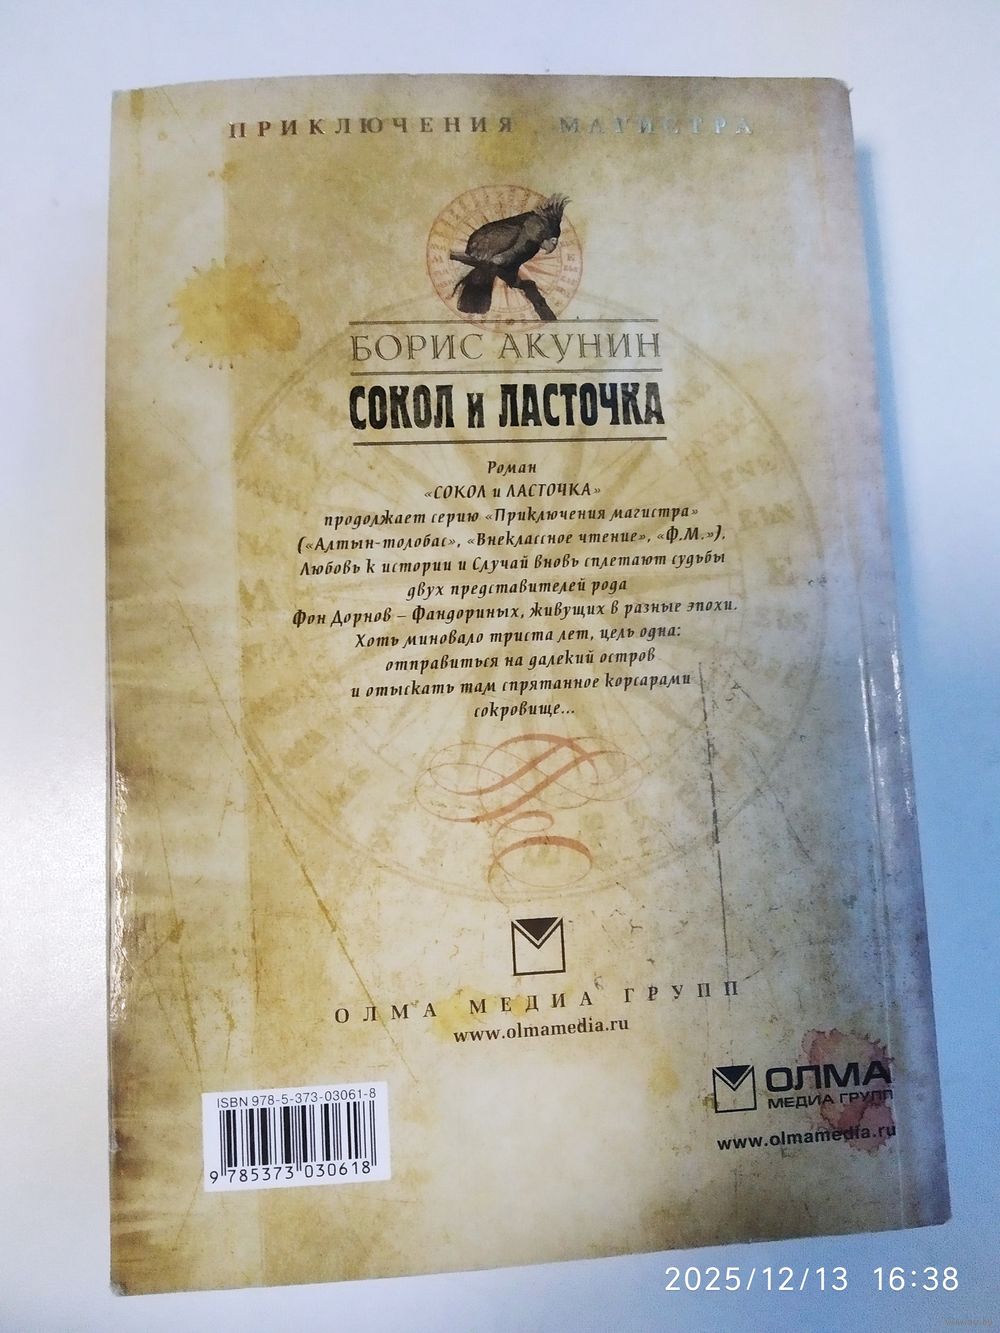 ПРИКЛЮЧЕНИЯ МАГИСТРА
БОРИС АКУНИН
СОКОЛ и ЛАСТОЧКА
Роман
«СОКОЛ и ЛАСТОЧКА»
продолжает серию «Приключения магистра»
(«Алтын-толобас», «Внеклассное чтение», «Ф.М.»).
Любовь к истории и Случай вновь сплетают судьбы
двух представителей рода
Фон Дорнов – Фандориных, живущих в разные эпохи.
Хоть миновало триста лет, цель одна:
отправиться на далекий остров
и отыскать там спрятанное корсарами
сокровище...
ОЛМА МЕДИА ГРУПП
www.olmamedia.ru
ОЛМА
МЕДИА ГРУПП
www.olmamedia.ru
ISBN 978-5-373-03061-8
9 785373 030618
2025/12/13 16:38